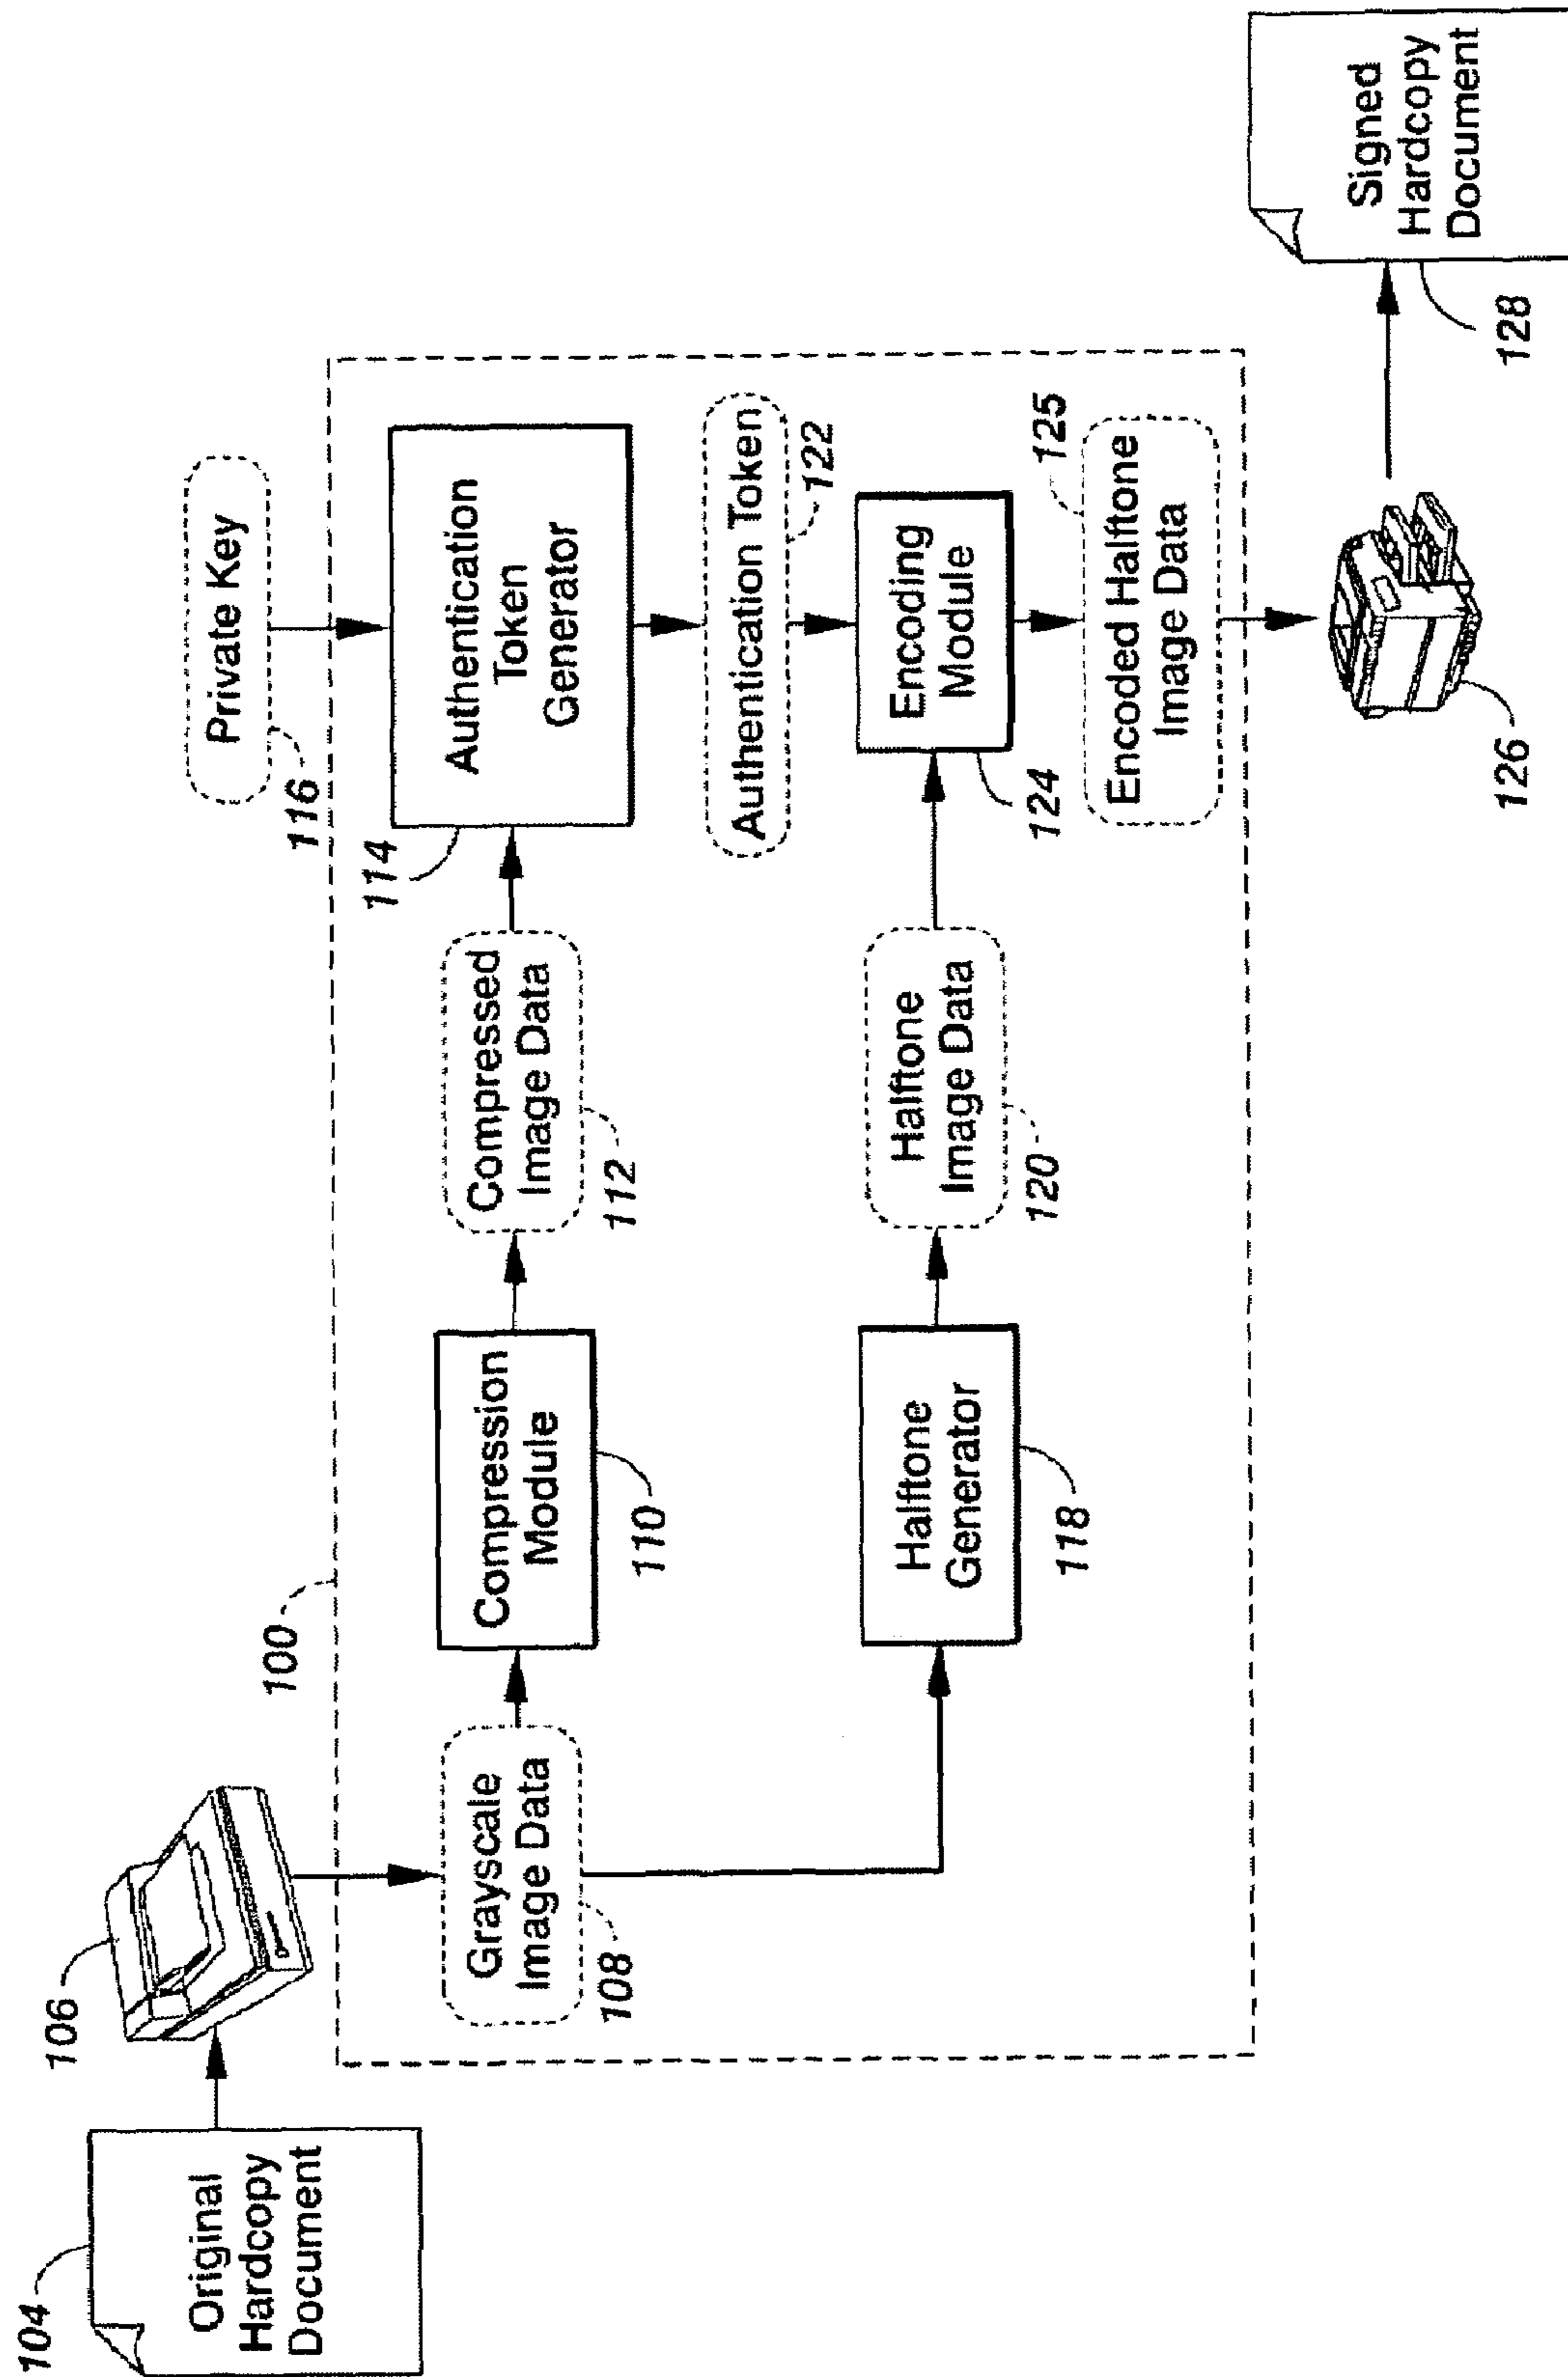 104
Original
Hardcopy
Document
106
100
Grayscale
Image Data
108
Compression
Module
110
Compressed
Image Data
112
Private Key
116
Authentication
Token
Generator
114
Authentication Token
122
Halftone
Generator
118
Halftone
Image Data
120
Encoding
Module
124
Encoded Halftone
Image Data
125
126
Signed
Hardcopy
Document
128